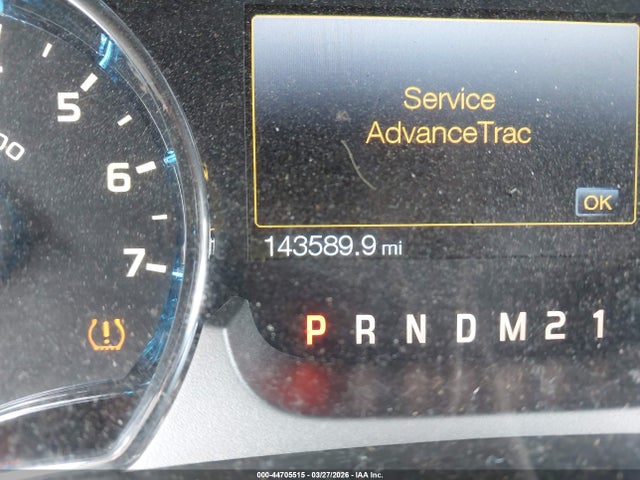 Service
AdvanceTrac
OK
5
6
7
143589.9 mi
P R N D M 2 1
000-44705515 | 03/27/2026 | IAA Inc.